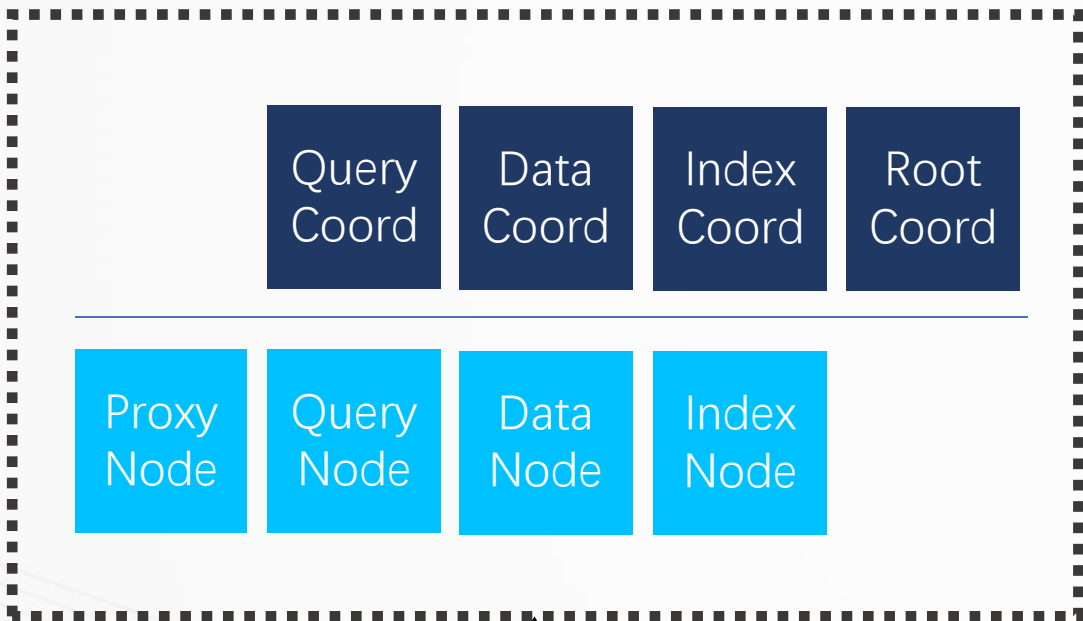 Query
Coord
Data
Coord
Index
Coord
Root
Coord
Proxy
Node
Query
Node
Data
Node
Index
Node